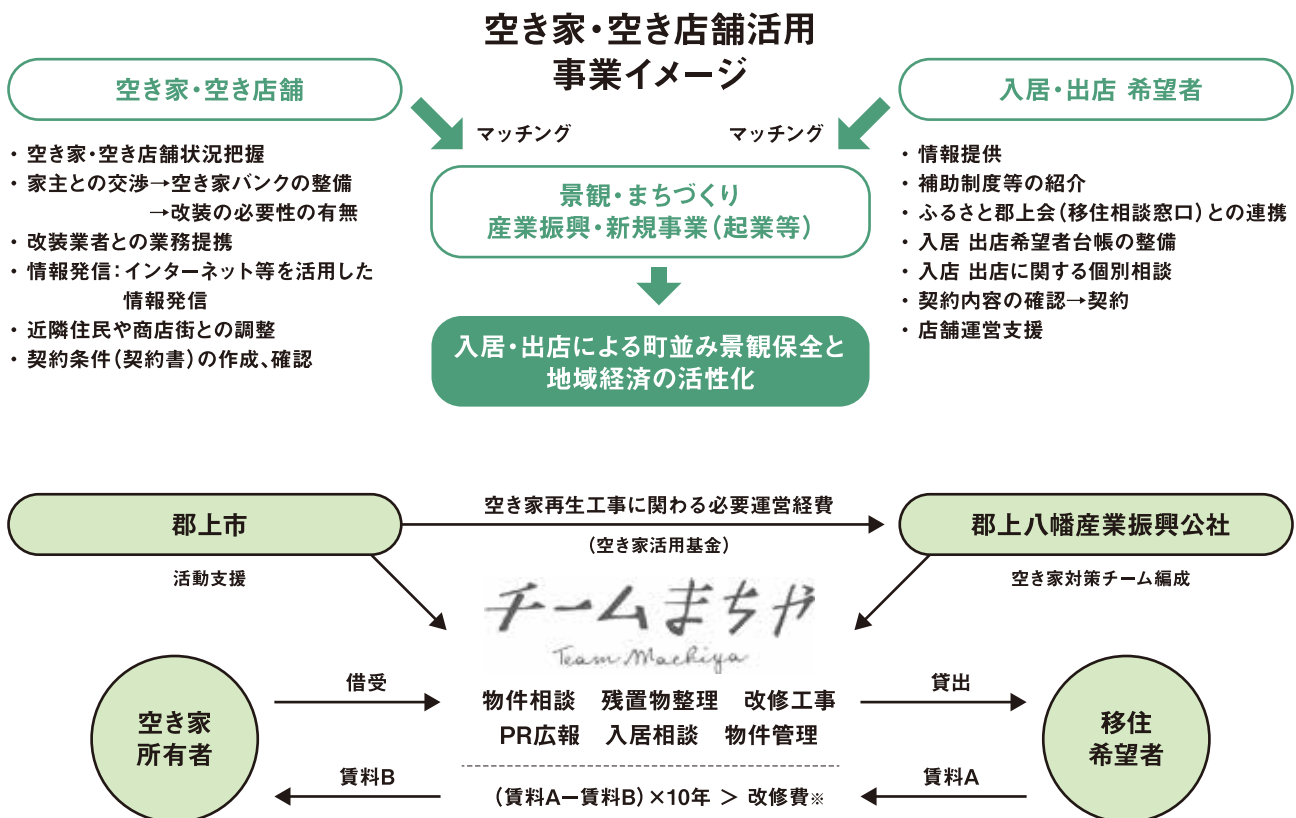 空き家・空き店舗活用
事業イメージ
空き家・空き店舗
・空き家・空き店舗状況把握
・家主との交渉→空き家バンクの整備
→改装の必要性の有無
・改装業者との業務提携
・情報発信：インターネット等を活用した
情報発信
・近隣住民や商店街との調整
・契約条件（契約書）の作成、確認
マッチング
マッチング
景観・まちづくり
産業振興・新規事業（起業等）
入居・出店による町並み景観保全と
地域経済の活性化
入居・出店 希望者
・情報提供
・補助制度等の紹介
・ふるさと郡上会（移住相談窓口）との連携
・入居 出店希望者台帳の整備
・入店 出店に関する個別相談
・契約内容の確認→契約
・店舗運営支援
郡上市
活動支援
空き家再生工事に関わる必要運営経費
（空き家活用基金）
郡上八幡産業振興公社
空き家対策チーム編成
チームまちや
Team Machiya
空き家
所有者
借受
賃料B
物件相談 残置物整理 改修工事
PR広報 入居相談 物件管理
（賃料A－賃料B）×10年 ＞ 改修費※
貸出
賃料A
移住
希望者